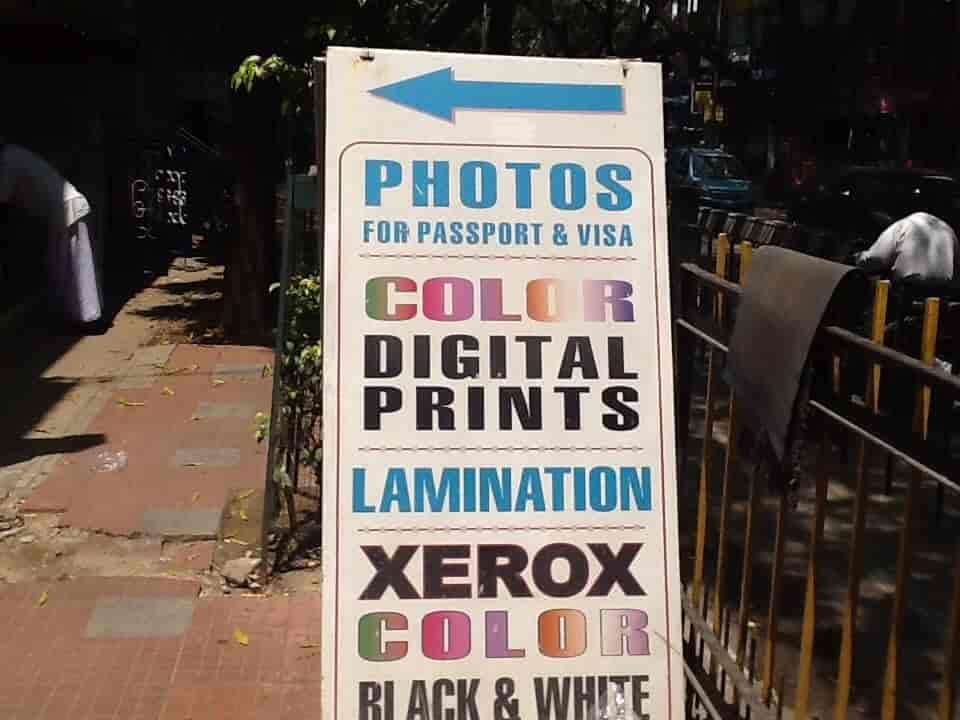 PHOTOS
FOR PASSPORT & VISA
COLOR
DIGITAL
PRINTS
LAMINATION
XEROX
COLOR
BLACK & WHITE